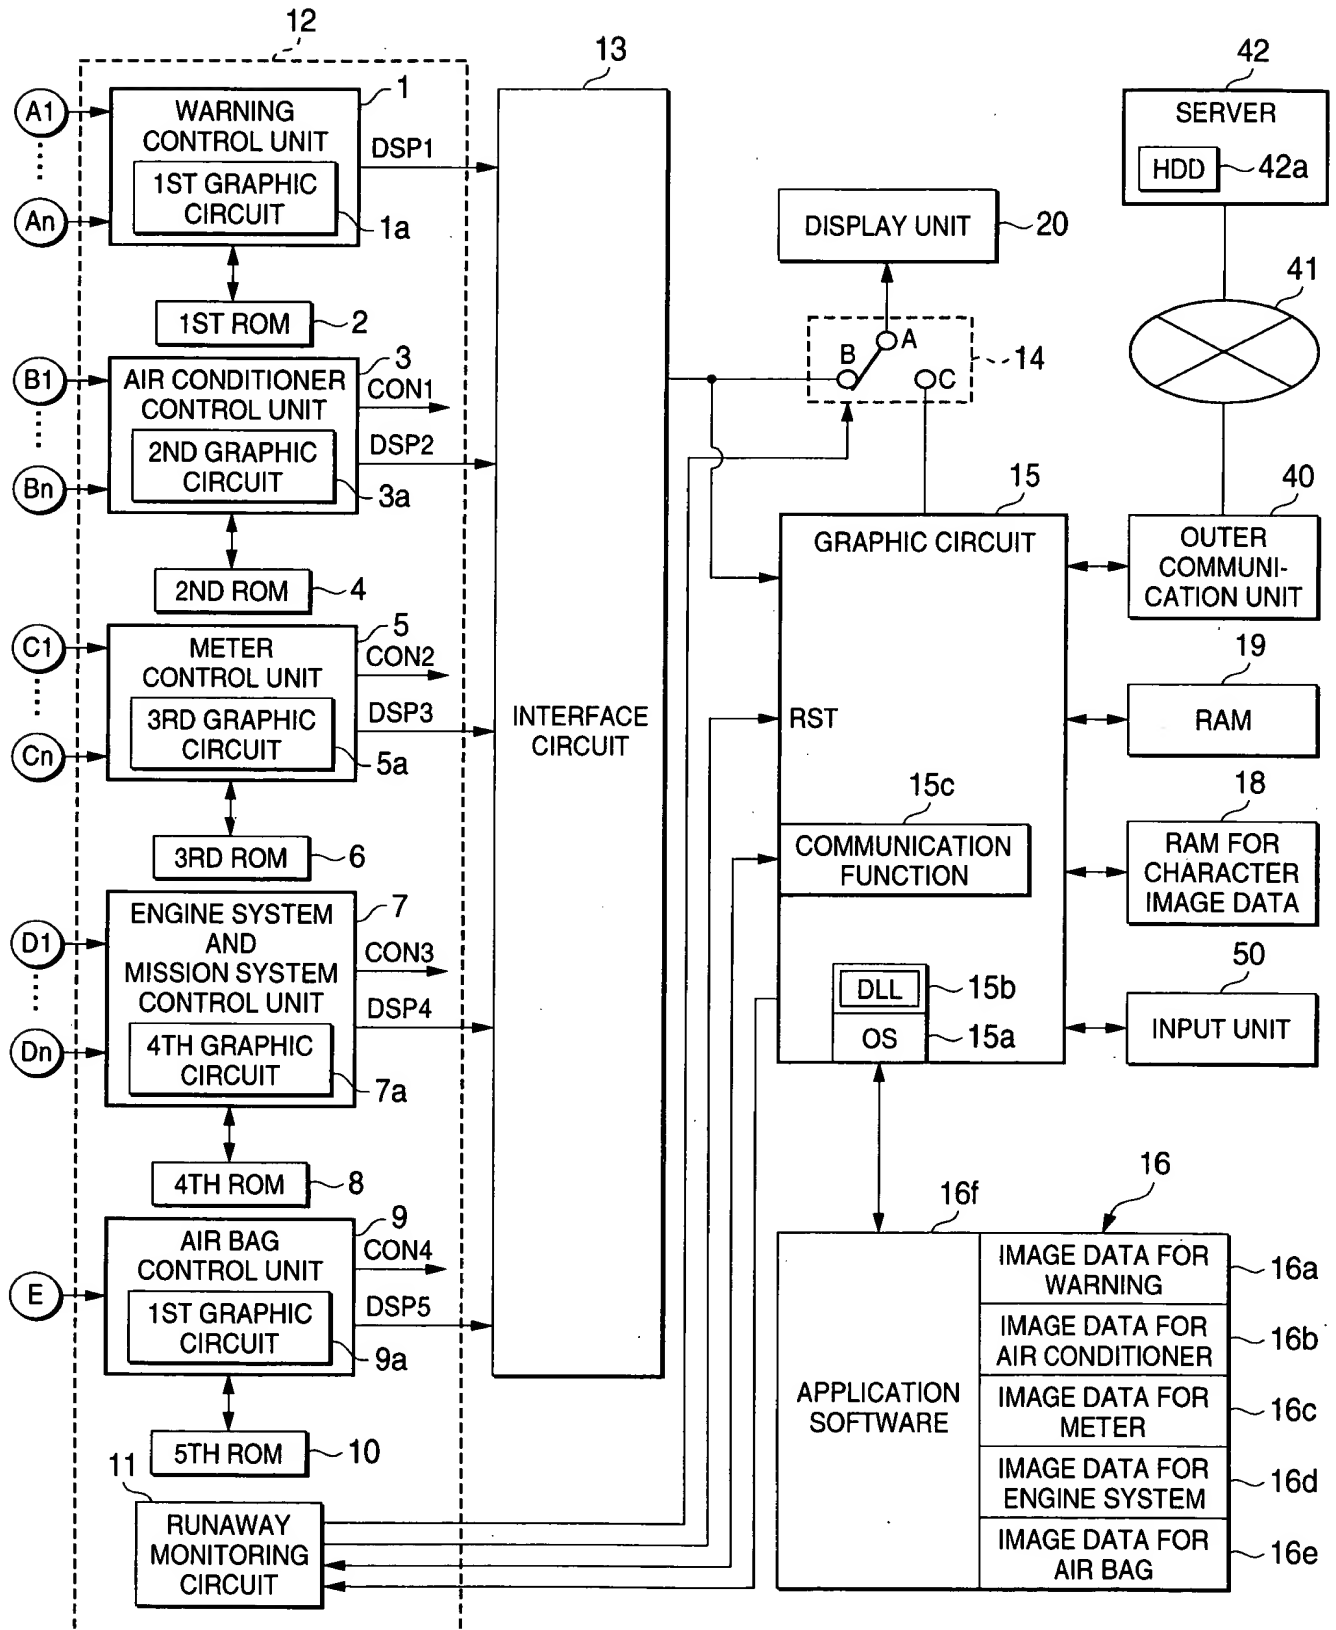 12
13
42
A1
An
WARNING
CONTROL UNIT
1
1ST GRAPHIC
CIRCUIT
1a
DSP1
1ST ROM
2
B1
Bn
AIR CONDITIONER
CONTROL UNIT
3
CON1
2ND GRAPHIC
CIRCUIT
3a
DSP2
2ND ROM
4
C1
Cn
METER
CONTROL UNIT
5
CON2
3RD GRAPHIC
CIRCUIT
5a
DSP3
3RD ROM
6
D1
Dn
ENGINE SYSTEM
AND
MISSION SYSTEM
CONTROL UNIT
7
CON3
4TH GRAPHIC
CIRCUIT
7a
DSP4
4TH ROM
8
E
AIR BAG
CONTROL UNIT
9
CON4
1ST GRAPHIC
CIRCUIT
9a
DSP5
5TH ROM
10
11
RUNAWAY
MONITORING
CIRCUIT
INTERFACE
CIRCUIT
DISPLAY UNIT
20
A
B
C
14
SERVER
HDD
42a
41
15
GRAPHIC CIRCUIT
RST
15c
COMMUNICATION
FUNCTION
DLL
15b
OS
15a
40
OUTER
COMMUNI-
CATION UNIT
19
RAM
18
RAM FOR
CHARACTER
IMAGE DATA
50
INPUT UNIT
16f
16
APPLICATION
SOFTWARE
IMAGE DATA FOR
WARNING
16a
IMAGE DATA FOR
AIR CONDITIONER
16b
IMAGE DATA FOR
METER
16c
IMAGE DATA FOR
ENGINE SYSTEM
16d
IMAGE DATA FOR
AIR BAG
16e